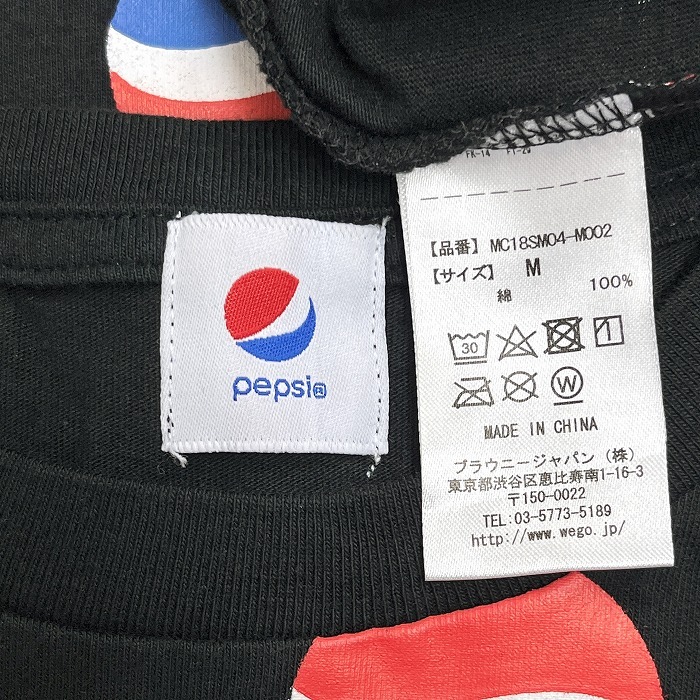 pepsi®
【品番】 MC18SM04-M002
【サイズ】 M
綿 100%
30
1
W
MADE IN CHINA
ブラウニージャパン (株)
東京都渋谷区恵比寿南1-16-3
〒150-0022
TEL:03-5773-5189
http://www.wego.jp/